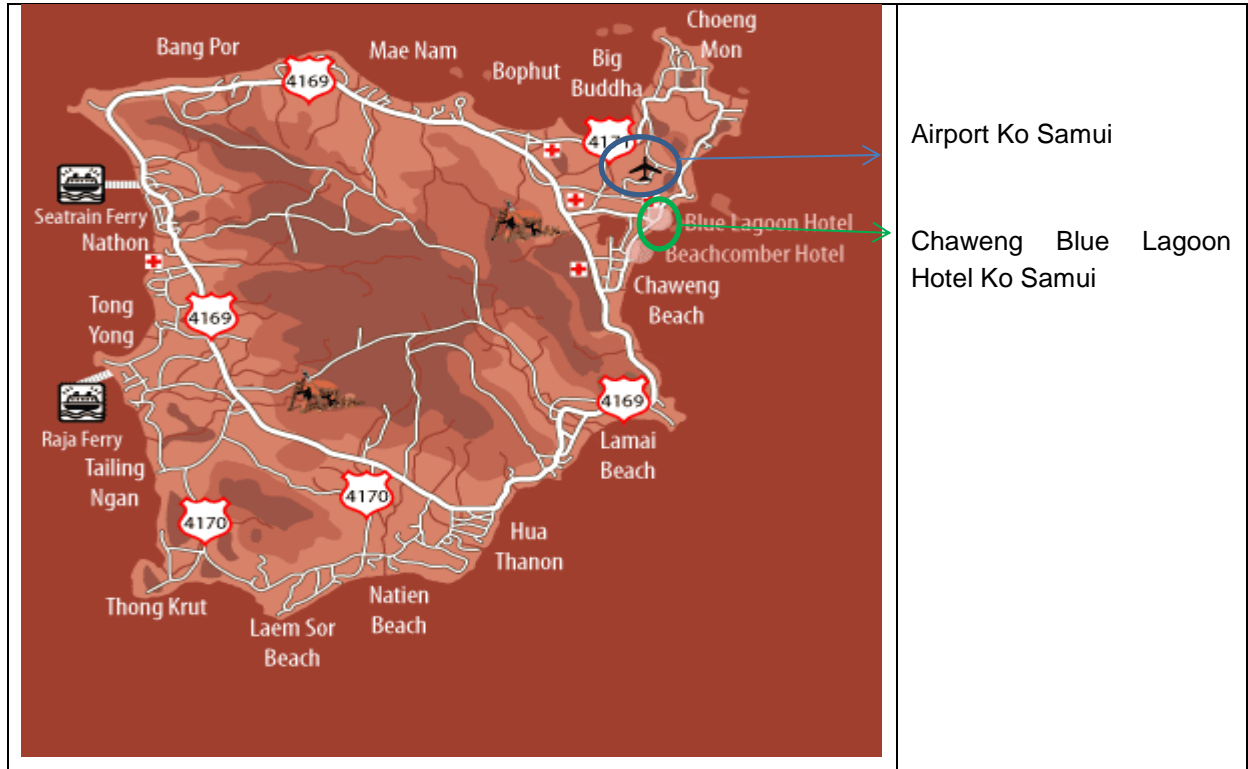 Choeng
Mon
Bang Por
Mae Nam
Big
Buddha
Bophut
4169
4171
Airport Ko Samui
Seatrain Ferry
Nathon
Blue Lagoon Hotel
Beachcomber Hotel
Chaweng Blue Lagoon
Hotel Ko Samui
Chaweng
Beach
Tong
Yong
4169
4169
Raja Ferry
Tailing
Ngan
Lamai
Beach
4170
4170
Hua
Thanon
Thong Krut
Natien
Beach
Laem Sor
Beach